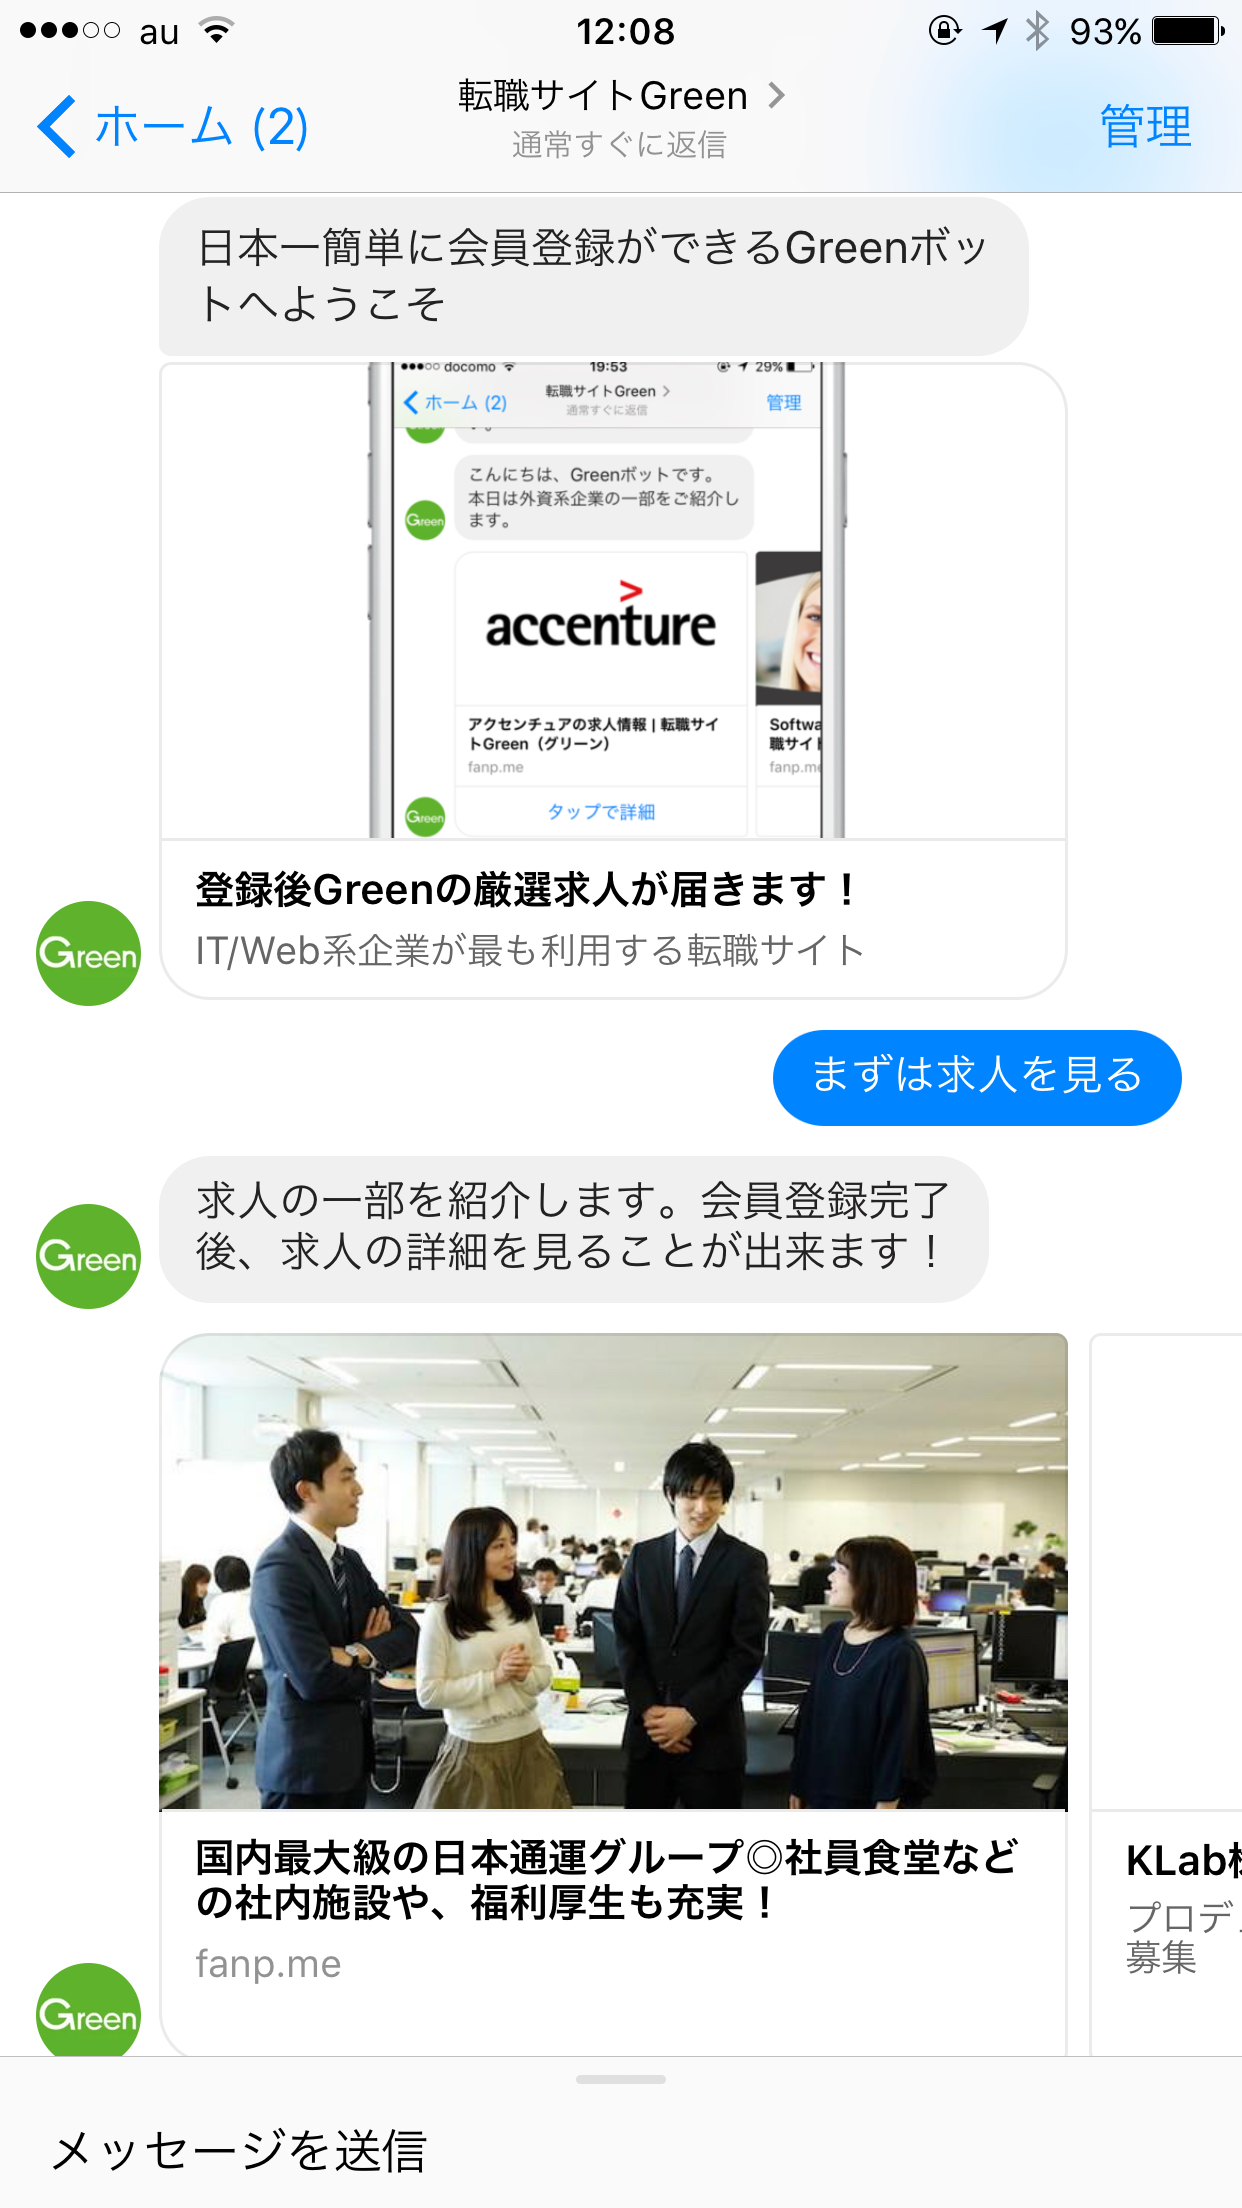 au 12:08 93%
ホーム (2)
転職サイトGreen
通常すぐに返信
管理
日本一簡単に会員登録ができるGreenボッ
トへようこそ
docomo 19:53 29%
ホーム (2)
転職サイトGreen
通常すぐに返信
管理
こんにちは、Greenボットです。
本日は外資系企業の一部をご紹介し
ます。
Green
accenture
アクセンチュアの求人情報 | 転職サイ
トGreen（グリーン）
fanp.me
タップで詳細
Softwa
職サイト
fanp.me
Green
登録後Greenの厳選求人が届きます！
IT/Web系企業が最も利用する転職サイト
Green
まずは求人を見る
求人の一部を紹介します。会員登録完了
後、求人の詳細を見ることが出来ます！
Green
国内最大級の日本通運グループ◎社員食堂など
の社内施設や、福利厚生も充実！
fanp.me
KLab株
プロデュ
募集
Green
メッセージを送信